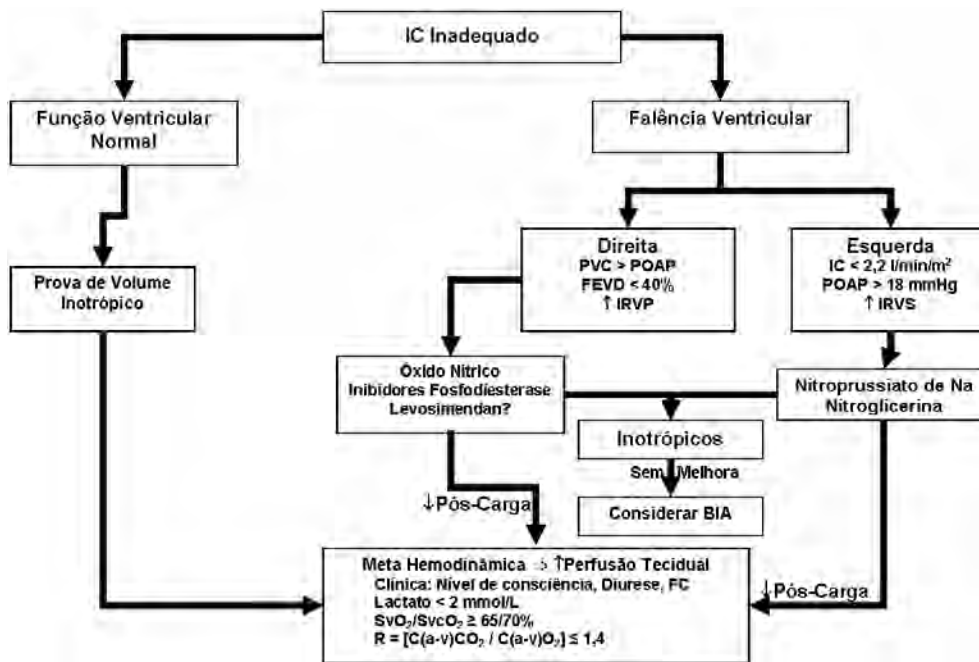 IC Inadequado
Função Ventricular
Normal
Falência Ventricular
Prova de Volume
Inotrópico
Direita
PVC > POAP
FEVD < 40%
↑ IRVP
Esquerda
IC < 2,2 l/min/m²
POAP > 18 mmHg
↑ IRVS
Óxido Nítrico
Inibidores Fosfodiesterase
Levosimendan?
Nitroprussiato de Na
Nitroglicerina
Inotrópicos
Sem Melhora
Considerar BIA
↓Pós-Carga
↓Pós-Carga
Meta Hemodinâmica ⇒ ↑Perfusão Tecidual
Clínica: Nível de consciência, Diurese, FC
Lactato < 2 mmol/L
SvO₂/SvcO₂ ≥ 65/70%
R = [C(a-v)CO₂ / C(a-v)O₂] ≤ 1,4